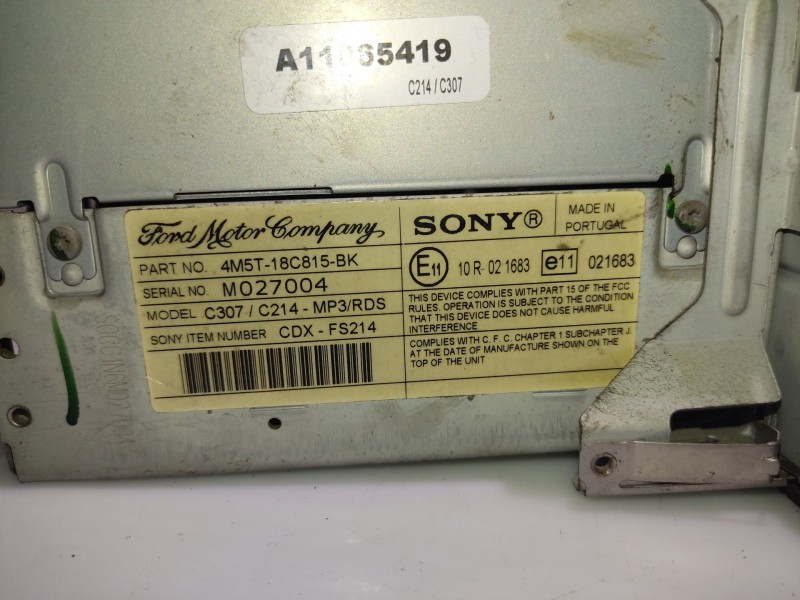 A11065419
C214 / C307
Ford Motor Company
PART NO. 4M5T-18C815-BK
SERIAL NO. M027004
MODEL C307 / C214 - MP3/RDS
SONY ITEM NUMBER CDX - FS214
SONY®
MADE IN
PORTUGAL
E11 10 R- 02 1683 e11 021683
THIS DEVICE COMPLIES WITH PART 15 OF THE FCC
RULES. OPERATION IS SUBJECT TO THE CONDITION
THAT THIS DEVICE DOES NOT CAUSE HARMFUL
INTERFERENCE
COMPLIES WITH C. F. C. CHAPTER 1 SUBCHAPTER J.
AT THE DATE OF MANUFACTURE SHOWN ON THE
TOP OF THE UNIT